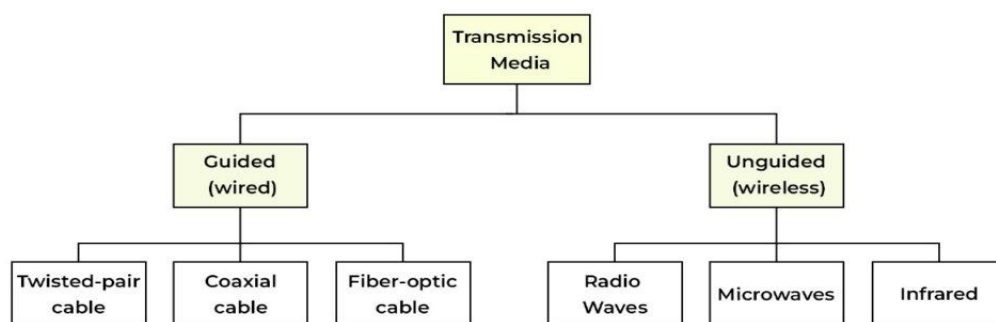 Transmission
Media
Guided
(wired)
Unguided
(wireless)
Twisted-pair
cable
Coaxial
cable
Fiber-optic
cable
Radio
Waves
Microwaves
Infrared